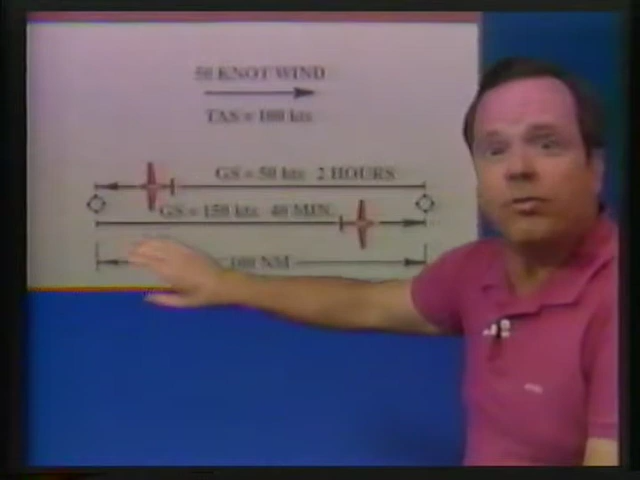 50 KNOT WIND
TAS = 100 kts
GS = 50 kts 2 HOURS
GS = 150 kts 40 MIN.
100 NM